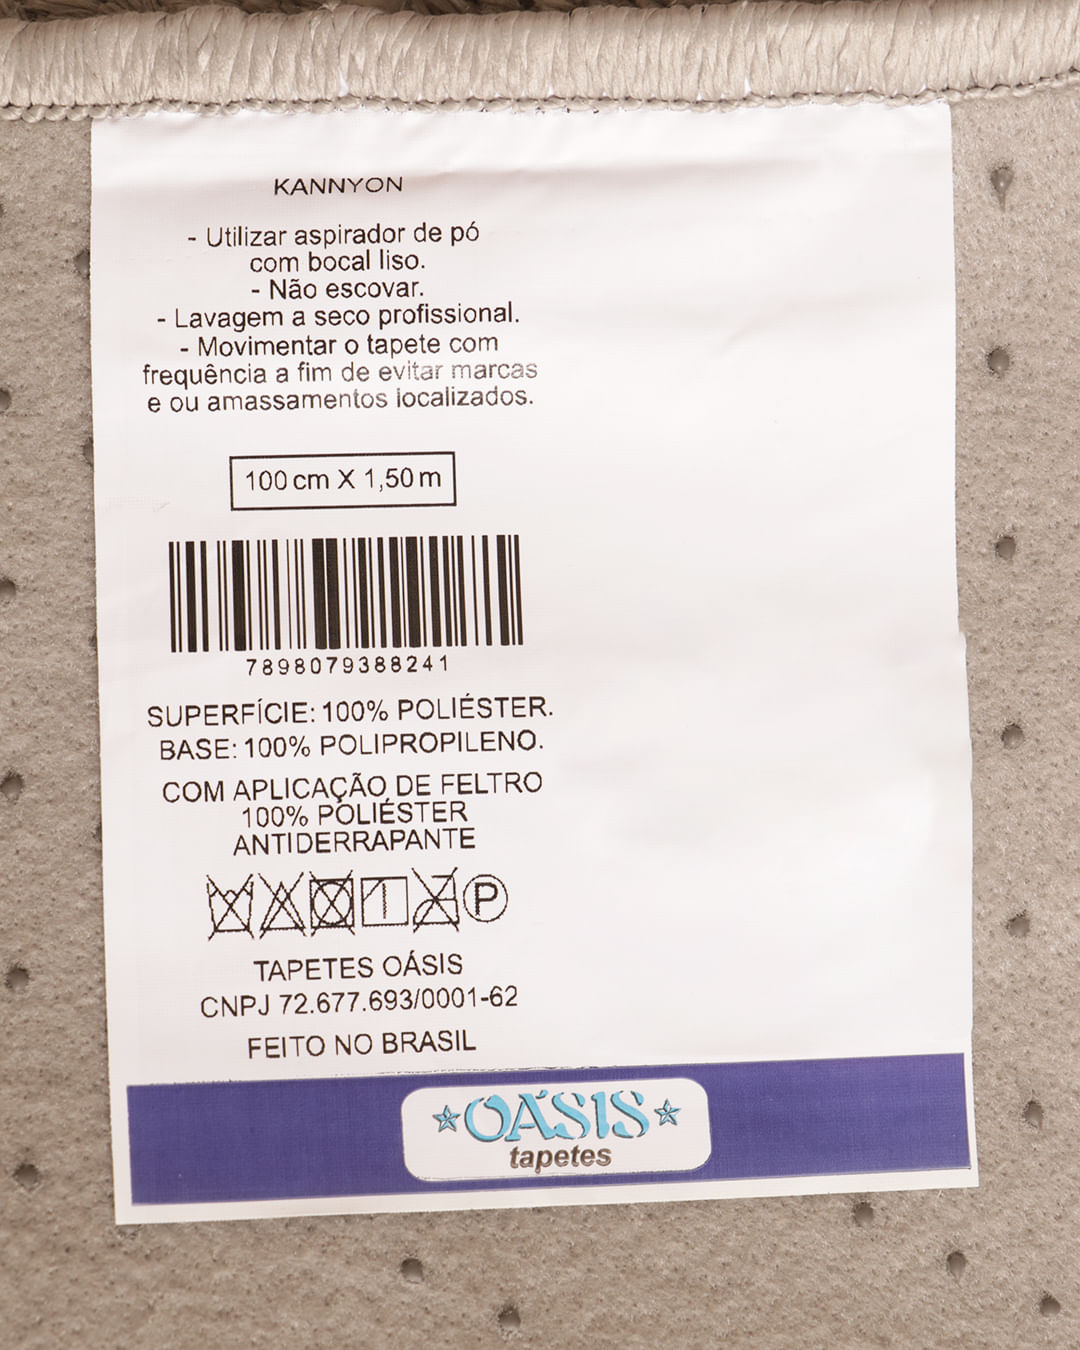 KANNYON
- Utilizar aspirador de pó
com bocal liso.
- Não escovar.
- Lavagem a seco profissional.
- Movimentar o tapete com
frequência a fim de evitar marcas
e ou amassamentos localizados.
100 cm X 1,50 m
7898079388241
SUPERFÍCIE: 100% POLIÉSTER.
BASE: 100% POLIPROPILENO.
COM APLICAÇÃO DE FELTRO
100% POLIÉSTER
ANTIDERRAPANTE
P
TAPETES OÁSIS
CNPJ 72.677.693/0001-62
FEITO NO BRASIL
OÁSIS
tapetes